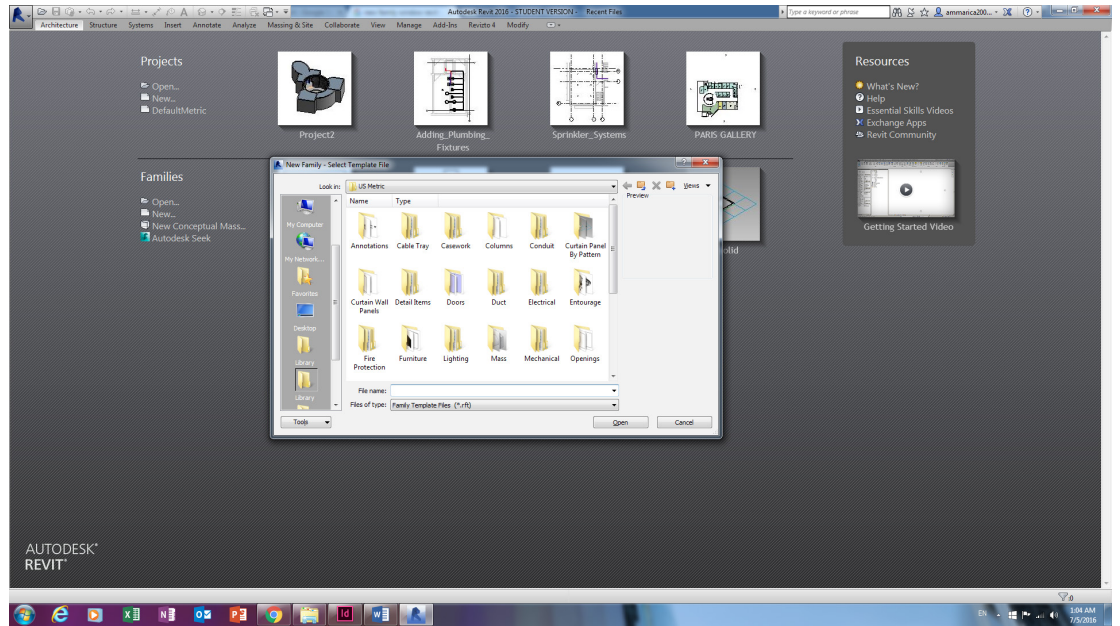 Autodesk Revit 2016 - STUDENT VERSION - Recent Files
Type a keyword or phrase
ammarica200...
Architecture Structure Systems Insert Annotate Analyze Massing & Site Collaborate View Manage Add-Ins Revizto 4 Modify
Projects
Open...
New...
DefaultMetric
Project2
Adding_Plumbing_
Fixtures
Sprinkler_Systems
PARIS GALLERY
Resources
What's New?
Help
Essential Skills Videos
Exchange Apps
Revit Community
Getting Started Video
Families
Open...
New...
New Conceptual Mass...
Autodesk Seek
olid
New Family - Select Template File
Look in: US Metric
Views
Preview
My Computer
My Network...
Favorites
Desktop
Library
Library
Name Type
Annotations Cable Tray Casework Columns Conduit Curtain Panel
By Pattern
Curtain Wall
Panels
Detail Items Doors Duct Electrical Entourage
Fire
Protection
Furniture Lighting Mass Mechanical Openings
File name:
Files of type: Family Template Files (*.rft)
Tools
Open Cancel
AUTODESK®
REVIT®
:0
EN
1:04 AM
7/5/2016